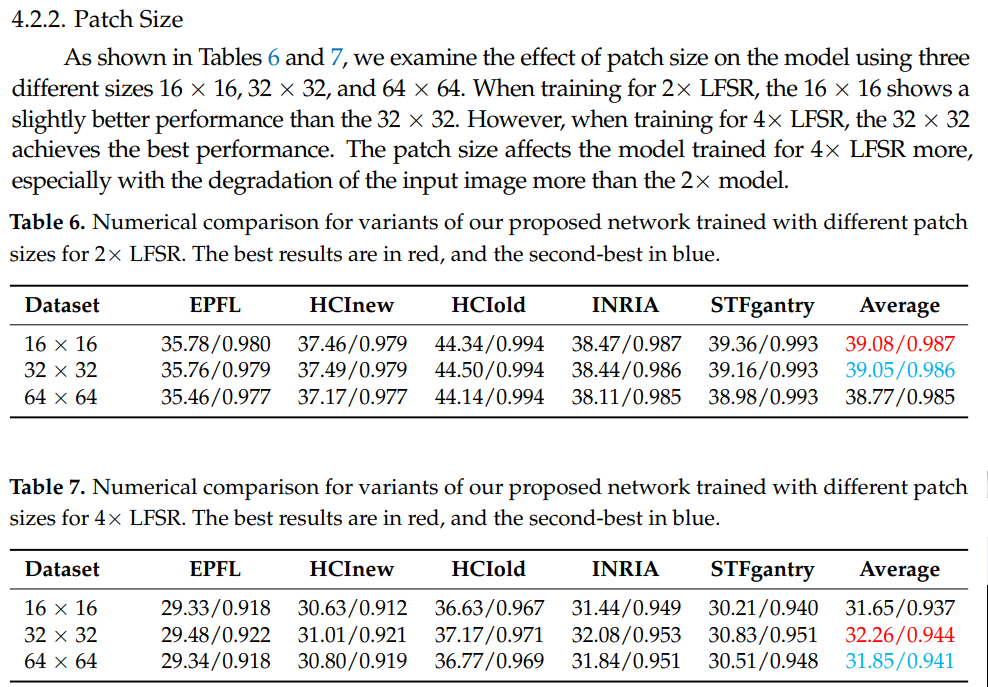 4.2.2. Patch Size
As shown in Tables 6 and 7, we examine the effect of patch size on the model using three
different sizes 16 × 16, 32 × 32, and 64 × 64. When training for 2× LFSR, the 16 × 16 shows a
slightly better performance than the 32 × 32. However, when training for 4× LFSR, the 32 × 32
achieves the best performance. The patch size affects the model trained for 4× LFSR more,
especially with the degradation of the input image more than the 2× model.
Table 6. Numerical comparison for variants of our proposed network trained with different patch
sizes for 2× LFSR. The best results are in red, and the second-best in blue.
Dataset EPFL HCInew HCIold INRIA STFgantry Average
16 × 16 35.78/0.980 37.46/0.979 44.34/0.994 38.47/0.987 39.36/0.993 39.08/0.987
32 × 32 35.76/0.979 37.49/0.979 44.50/0.994 38.44/0.986 39.16/0.993 39.05/0.986
64 × 64 35.46/0.977 37.17/0.977 44.14/0.994 38.11/0.985 38.98/0.993 38.77/0.985
Table 7. Numerical comparison for variants of our proposed network trained with different patch
sizes for 4× LFSR. The best results are in red, and the second-best in blue.
Dataset EPFL HCInew HCIold INRIA STFgantry Average
16 × 16 29.33/0.918 30.63/0.912 36.63/0.967 31.44/0.949 30.21/0.940 31.65/0.937
32 × 32 29.48/0.922 31.01/0.921 37.17/0.971 32.08/0.953 30.83/0.951 32.26/0.944
64 × 64 29.34/0.918 30.80/0.919 36.77/0.969 31.84/0.951 30.51/0.948 31.85/0.941